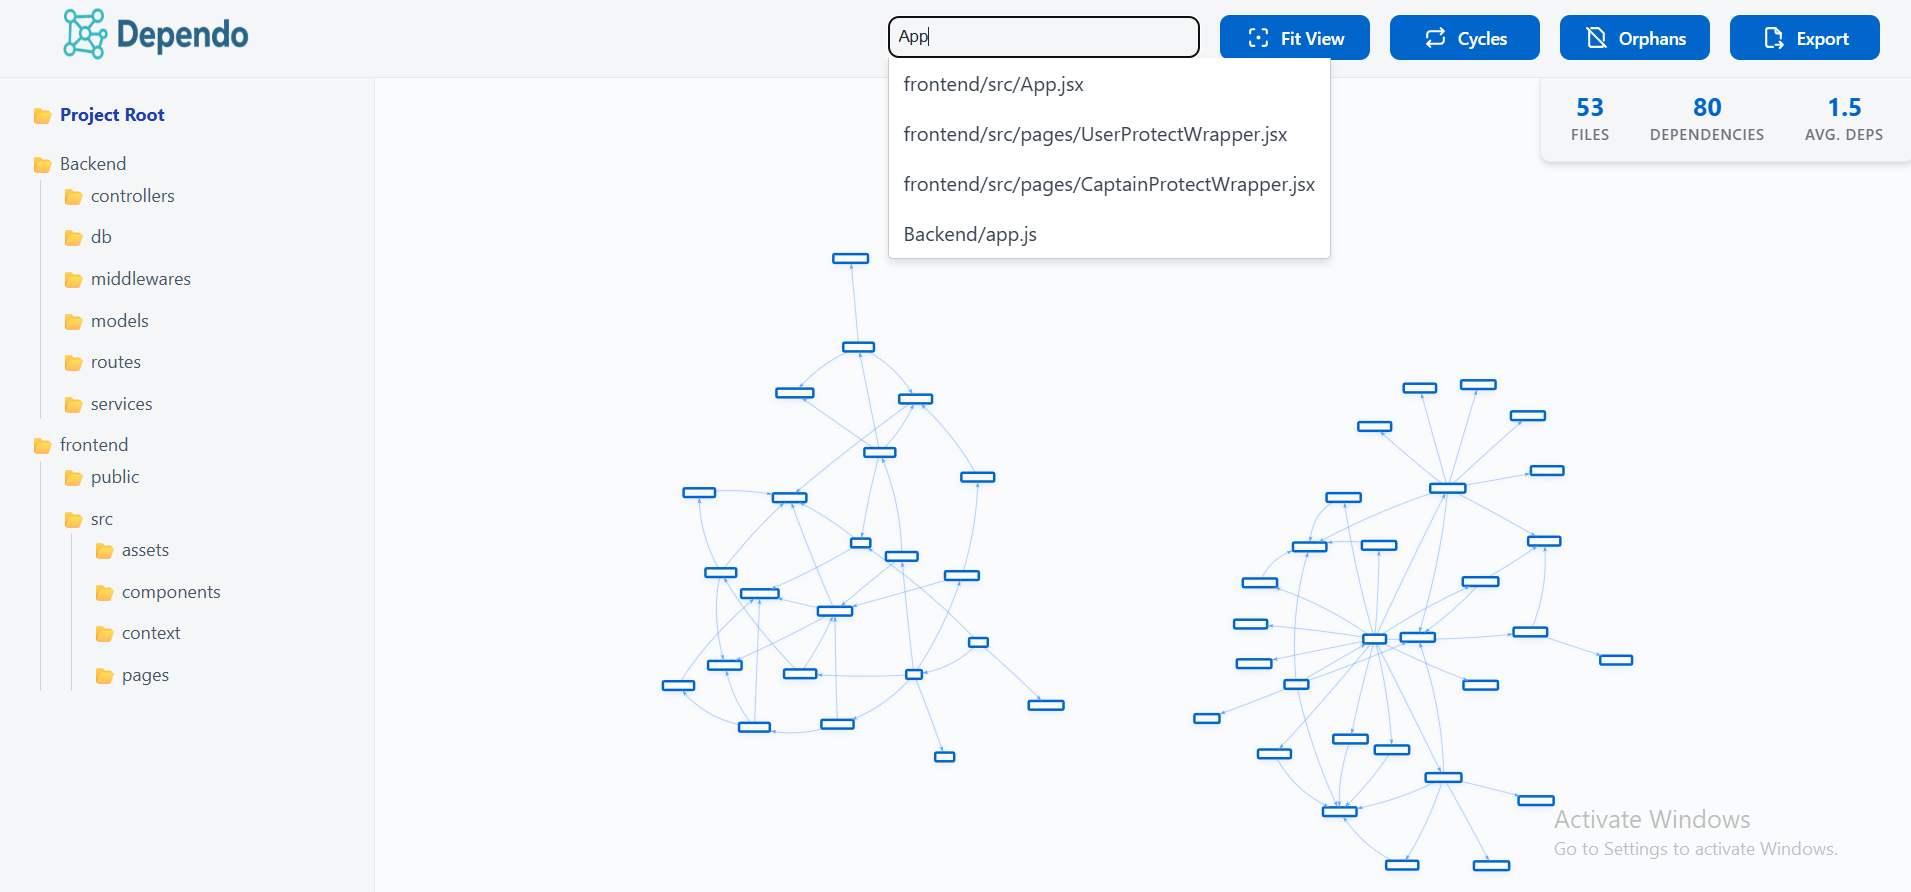 Dependo
App
Fit View
Cycles
Orphans
Export
frontend/src/App.jsx
frontend/src/pages/UserProtectWrapper.jsx
frontend/src/pages/CaptainProtectWrapper.jsx
Backend/app.js
53
FILES
80
DEPENDENCIES
1.5
AVG. DEPS
Project Root
Backend
controllers
db
middlewares
models
routes
services
frontend
public
src
assets
components
context
pages
Activate Windows
Go to Settings to activate Windows.